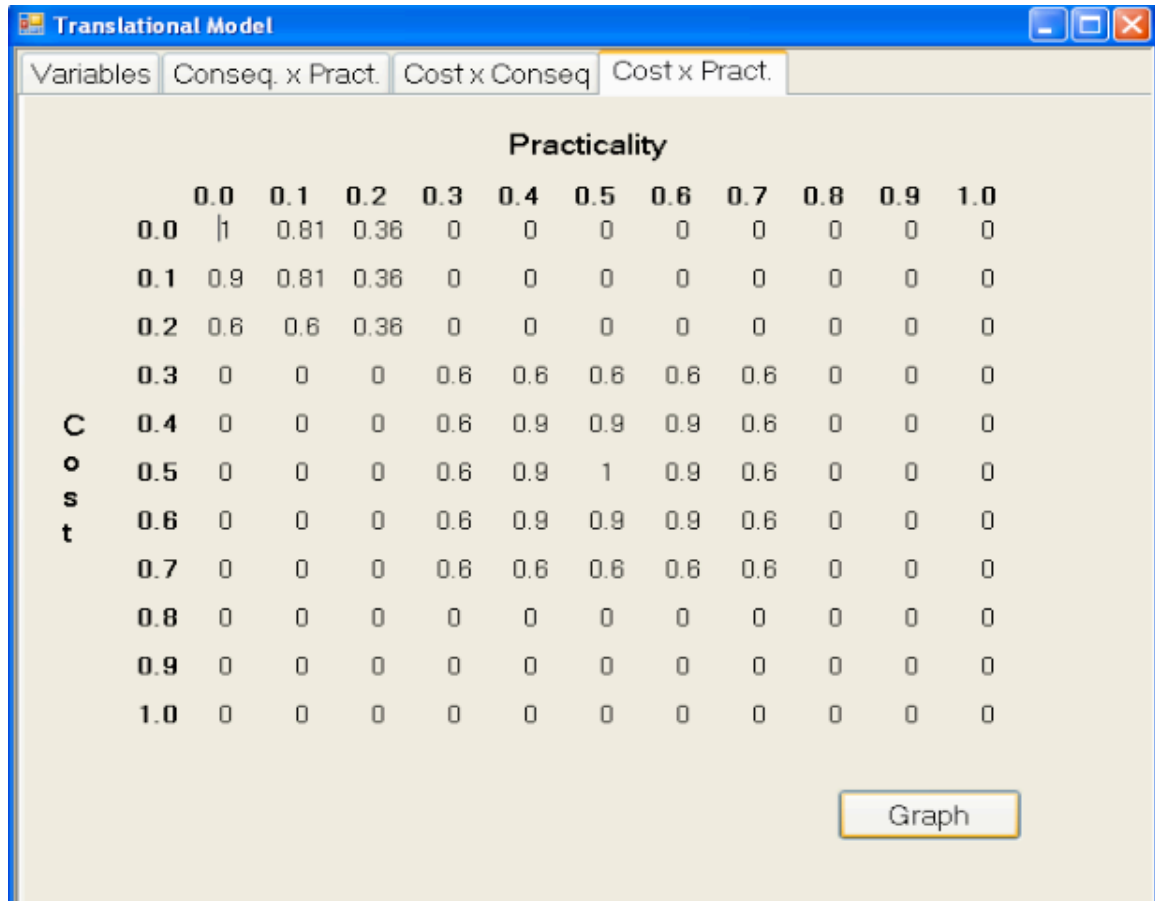 Translational Model
Variables Conseq. x Pract. Cost x Conseq Cost x Pract.
Practicality
0.0 0.1 0.2 0.3 0.4 0.5 0.6 0.7 0.8 0.9 1.0
0.0 1 0.81 0.36 0 0 0 0 0 0 0 0
0.1 0.9 0.81 0.36 0 0 0 0 0 0 0 0
0.2 0.6 0.6 0.36 0 0 0 0 0 0 0 0
0.3 0 0 0 0.6 0.6 0.6 0.6 0.6 0 0 0
0.4 0 0 0 0.6 0.9 0.9 0.9 0.6 0 0 0
0.5 0 0 0 0.6 0.9 1 0.9 0.6 0 0 0
0.6 0 0 0 0.6 0.9 0.9 0.9 0.6 0 0 0
0.7 0 0 0 0.6 0.6 0.6 0.6 0.6 0 0 0
0.8 0 0 0 0 0 0 0 0 0 0 0
0.9 0 0 0 0 0 0 0 0 0 0 0
1.0 0 0 0 0 0 0 0 0 0 0 0
Cost
Graph